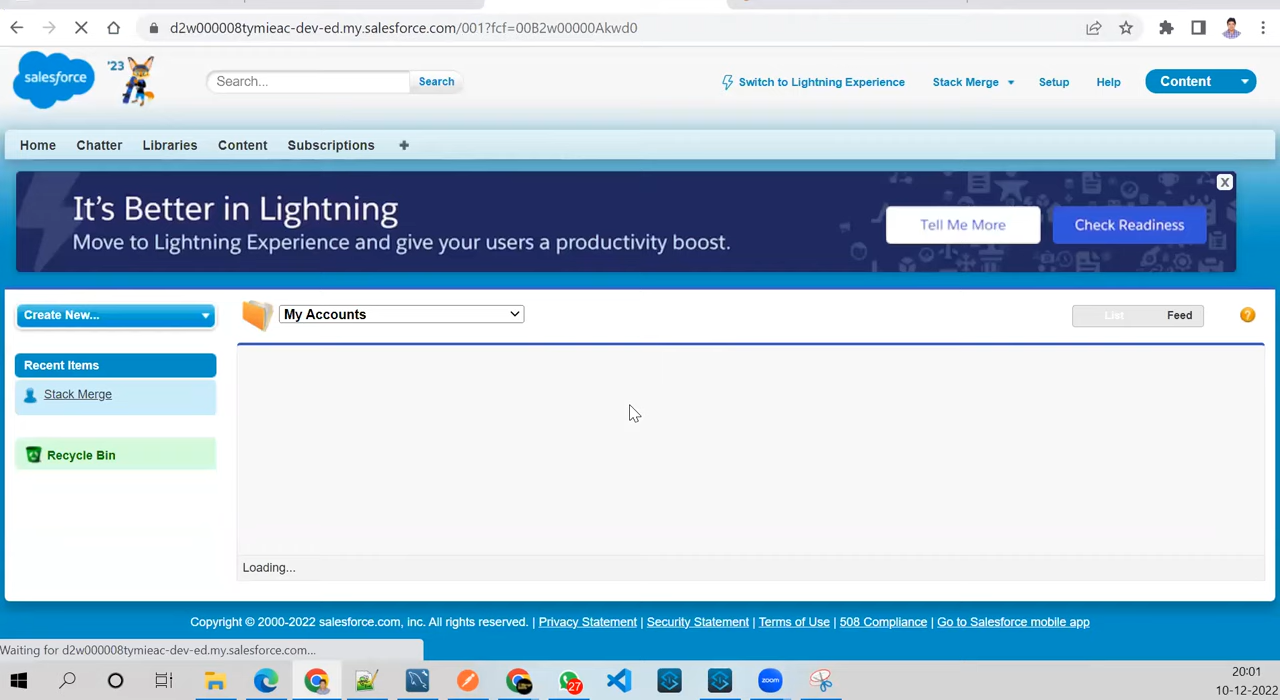 d2w000008tymieac-dev-ed.my.salesforce.com/001?fcf=00B2w00000Akwd0
salesforce
'23
Search...
Search
Switch to Lightning Experience
Stack Merge
Setup
Help
Content
Home
Chatter
Libraries
Content
Subscriptions
+
It's Better in Lightning
Move to Lightning Experience and give your users a productivity boost.
Tell Me More
Check Readiness
X
Create New...
My Accounts
List
Feed
?
Recent Items
Stack Merge
Recycle Bin
Loading...
Copyright © 2000-2022 salesforce.com, inc. All rights reserved. | Privacy Statement | Security Statement | Terms of Use | 508 Compliance | Go to Salesforce mobile app
Waiting for d2w000008tymieac-dev-ed.my.salesforce.com...
27
zoom
20:01
10-12-2022